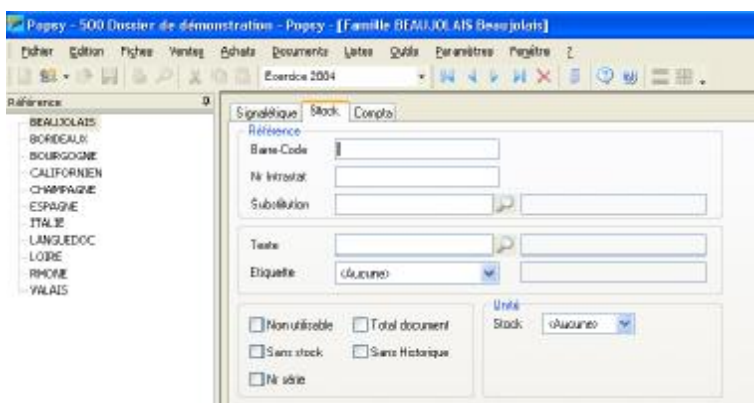 Popsy - 500 Dossier de démonstration - Popsy - [Famille BEAUJOLAIS Beaujolais]
Fichier Edition Fiches Ventes Achats Documents Listes Outils Paramètres Fenêtre ?
Exercice 2004
Référence
BEAUJOLAIS
BORDEAUX
BOURGOGNE
CALIFORNIEN
CHAMPAGNE
ESPAGNE
ITALIE
LANGUEDOC
LOIRE
RHONE
VALAIS
Signalétique Stock Compta
Référence
Barre-Code
Nr Intrastat
Substitution
Texte
Etiquette <Aucune>
Non utilisable Total document
Sans stock Sans Historique
Nr série
Unité
Stock <Aucune>